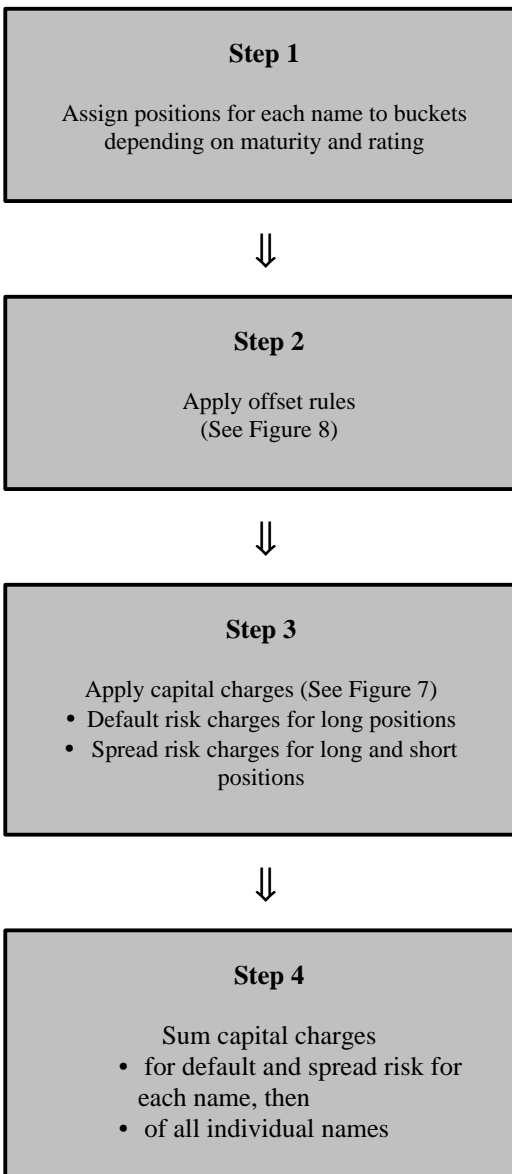 Step 1
Assign positions for each name to buckets
depending on maturity and rating
⇓
Step 2
Apply offset rules
(See Figure 8)
⇓
Step 3
Apply capital charges (See Figure 7)
• Default risk charges for long positions
• Spread risk charges for long and short
positions
⇓
Step 4
Sum capital charges
• for default and spread risk for
each name, then
• of all individual names